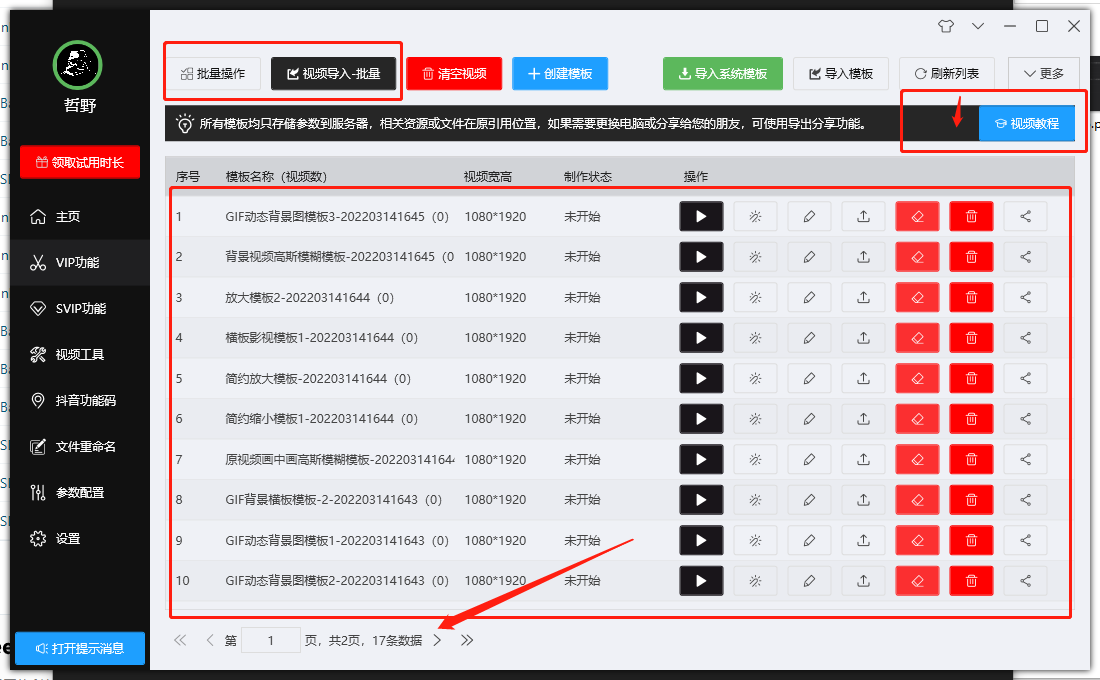 哲野
领取试用时长
主页
VIP功能
SVIP功能
视频工具
抖音功能码
文件重命名
参数配置
设置
打开提示消息
批量操作 视频导入-批量 清空视频 创建模板 导入系统模板 导入模板 刷新列表 更多
所有模板均只存储参数到服务器，相关资源或文件在原引用位置，如果需要更换电脑或分享给您的朋友，可使用导出分享功能。 视频教程
序号 模板名称（视频数） 视频宽高 制作状态 操作
1 GIF动态背景图模板3-202203141645（0） 1080*1920 未开始
2 背景视频高斯模糊模板-202203141645（0 1080*1920 未开始
3 放大模板2-202203141644（0） 1080*1920 未开始
4 横板影视模板1-202203141644（0） 1080*1920 未开始
5 简约放大模板-202203141644（0） 1080*1920 未开始
6 简约缩小模板1-202203141644（0） 1080*1920 未开始
7 原视频画中画高斯模糊模板-202203141644 1080*1920 未开始
8 GIF背景横板模板-2-202203141643（0） 1080*1920 未开始
9 GIF动态背景图模板1-202203141643（0） 1080*1920 未开始
10 GIF动态背景图模板2-202203141643（0） 1080*1920 未开始
第 1 页，共2页，17条数据